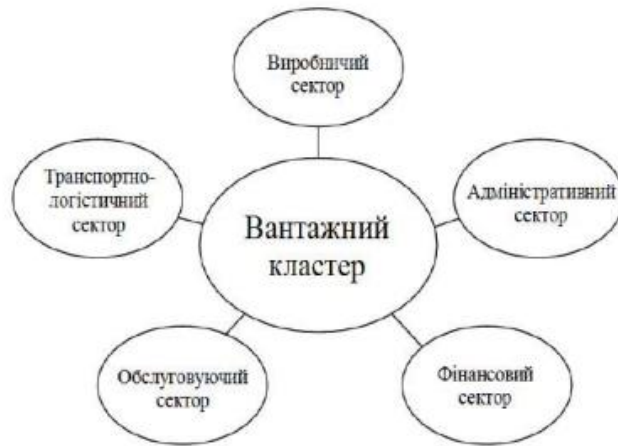 Виробничий
сектор
Транспортно-
логістичний
сектор
Адміністративний
сектор
Вантажний
кластер
Обслуговуючий
сектор
Фінансовий
сектор